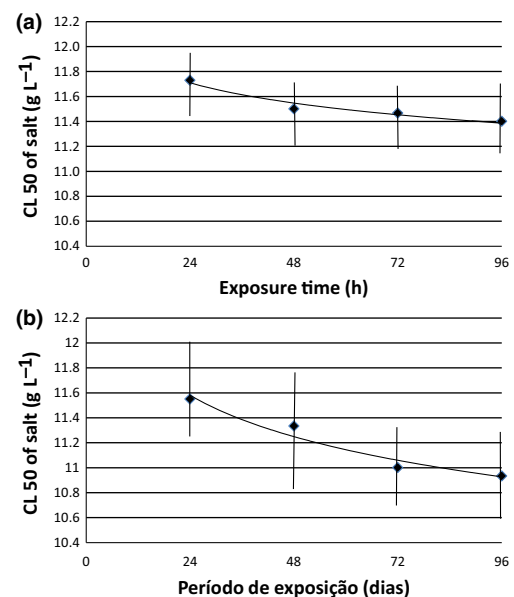 (a)
CL 50 of salt (g L⁻¹)
12.2
12.0
11.8
11.6
11.4
11.2
11.0
10.8
10.6
10.4
0 24 48 72 96
Exposure time (h)
(b)
CL 50 of salt (g L⁻¹)
12.2
12
11.8
11.6
11.4
11.2
11
10.8
10.6
10.4
0 24 48 72 96
Período de exposição (dias)